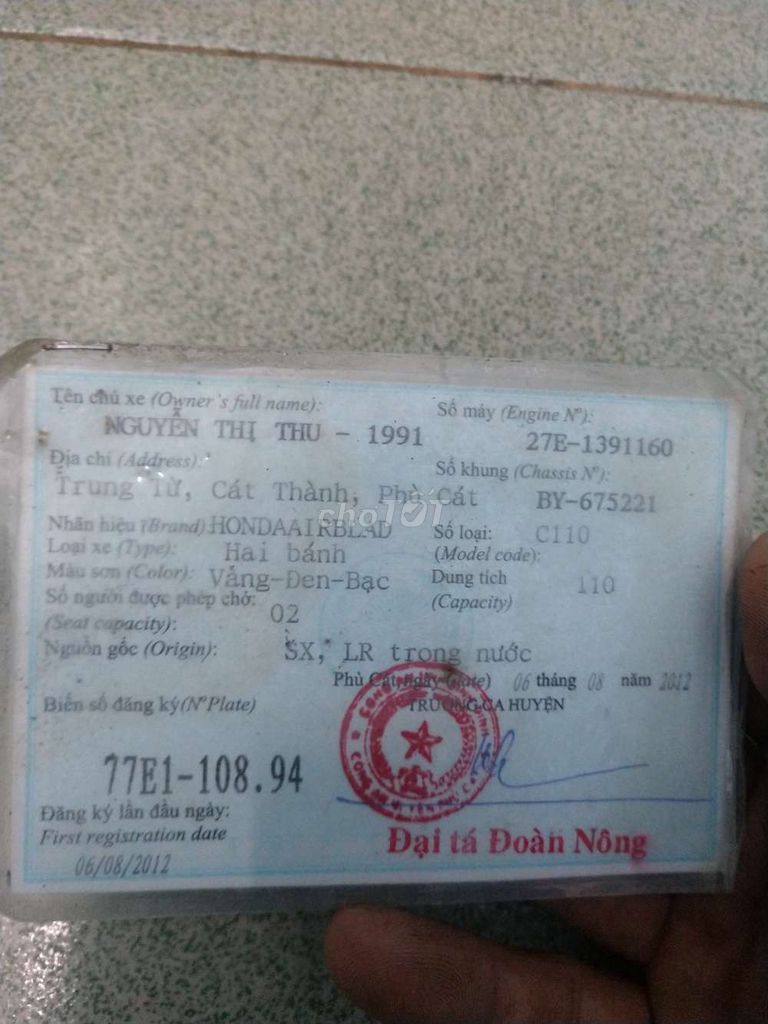 Tên chủ xe (Owner's full name):
NGUYỄN THỊ THU - 1991
Số máy (Engine Nº):
27E-1391160
Địa chỉ (Address):
Trung Từ, Cát Thành, Phù Cát
Số khung (Chassis Nº):
BY-675221
Nhãn hiệu (Brand): HONDAAIRBLAD
Số loại: C110
(Model code):
Loại xe (Type): Hai bánh
Màu sơn (Color): Vàng-Đen-Bạc
Dung tích 110
(Capacity)
Số người được phép chở: 02
(Seat capacity):
Nguồn gốc (Origin): SX, LR trong nước
Phù Cát, ngày (date) 06 tháng 08 năm 2012
TRƯỞNG CA HUYỆN
Biển số đăng ký(NºPlate)
77E1-108.94
Đăng ký lần đầu ngày:
First registration date
06/08/2012
Đại tá Đoàn Nông
cho101